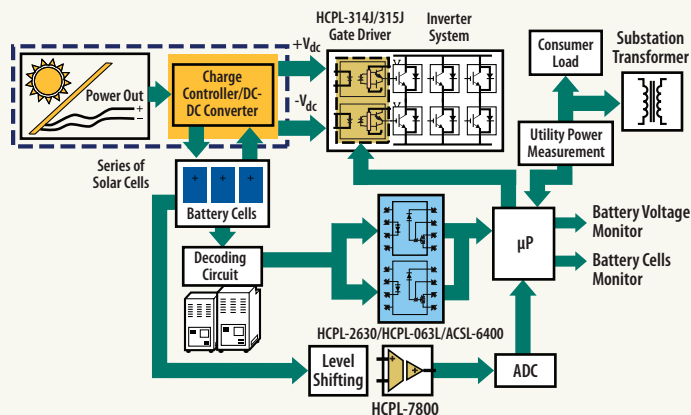 HCPL-314J/315J
Gate Driver
Inverter
System
+Vdc
-Vdc
Power Out
+
–
Charge
Controller/DC-
DC Converter
Series of
Solar Cells
+ + +
Battery Cells
Decoding
Circuit
HCPL-2630/HCPL-063L/ACSL-6400
Level
Shifting
HCPL-7800
ADC
µP
Consumer
Load
Substation
Transformer
Utility Power
Measurement
Battery Voltage
Monitor
Battery Cells
Monitor